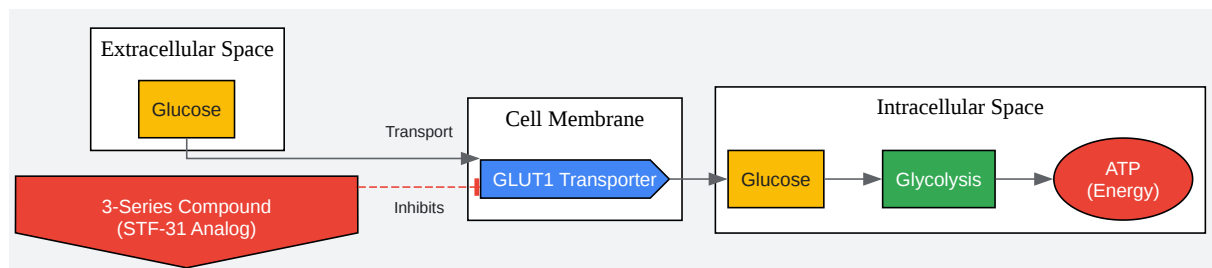 Extracellular Space
Glucose
Transport
Cell Membrane
GLUT1 Transporter
Inhibits
3-Series Compound
(STF-31 Analog)
Intracellular Space
Glucose
Glycolysis
ATP
(Energy)